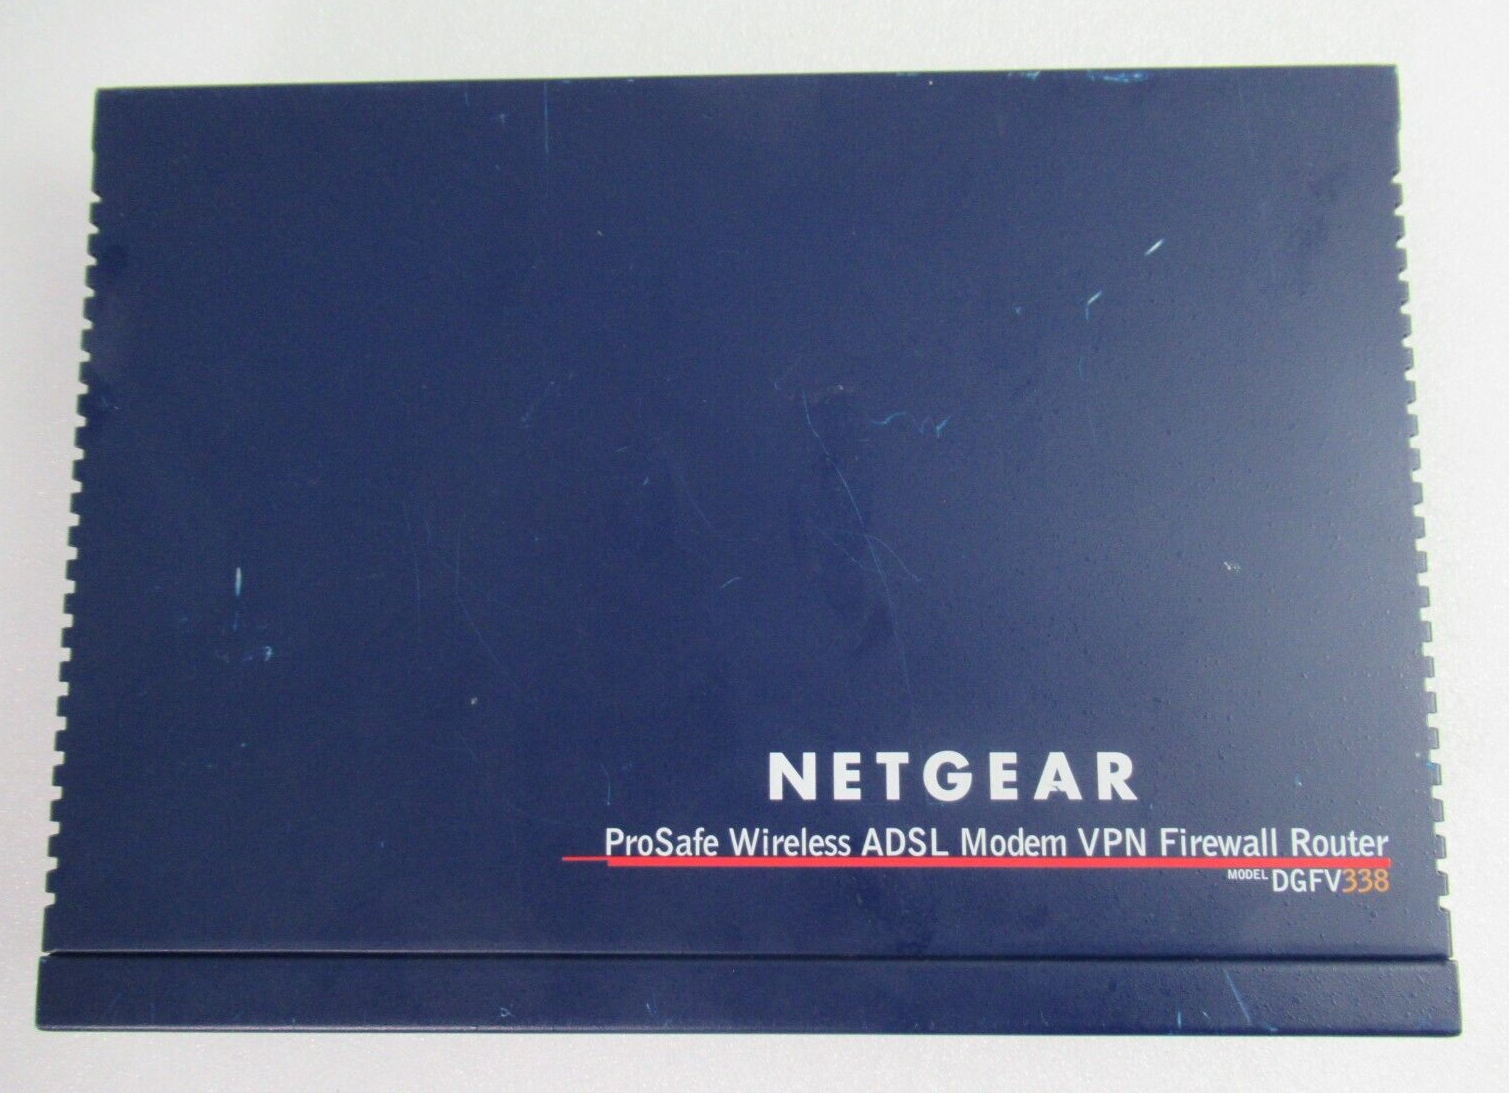 NETGEAR
ProSafe Wireless ADSL Modem VPN Firewall Router
MODEL DGFV338